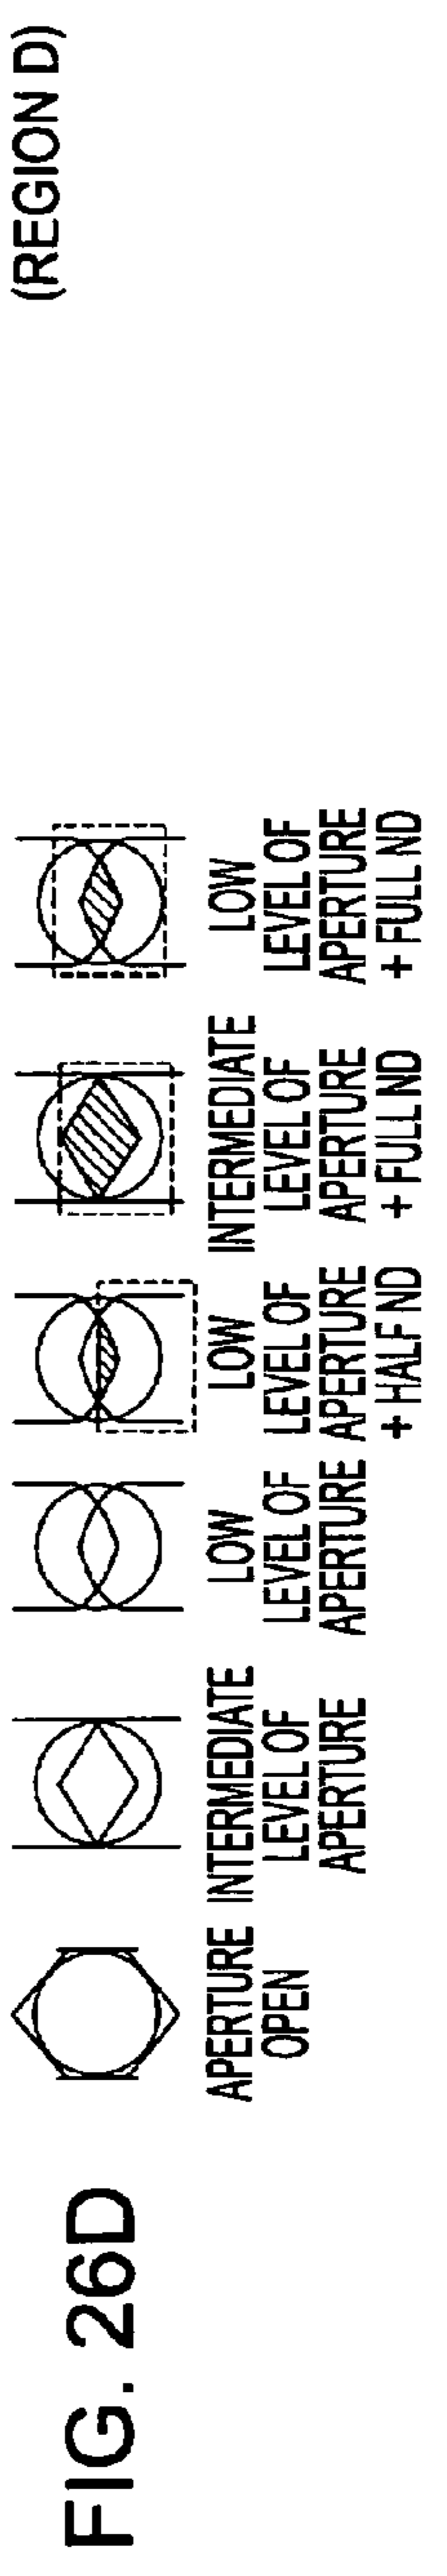 FIG. 26D
(REGION D)
APERTURE
OPEN
INTERMEDIATE
LEVEL OF
APERTURE
LOW
LEVEL OF
APERTURE
LOW
LEVEL OF
APERTURE
+ HALF ND
INTERMEDIATE
LEVEL OF
APERTURE
+ FULL ND
LOW
LEVEL OF
APERTURE
+ FULL ND